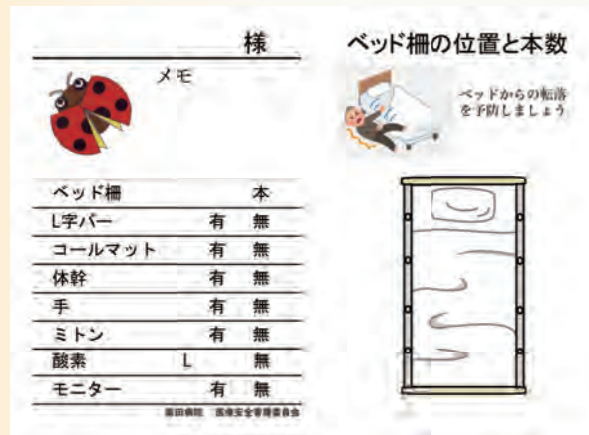 様
メモ
ベッド柵 本
L字バー 有 無
コールマット 有 無
体幹 有 無
手 有 無
ミトン 有 無
酸素 L 無
モニター 有 無
医療安全管理委員会
ベッド柵の位置と本数
ベッドからの転落
を予防しましょう